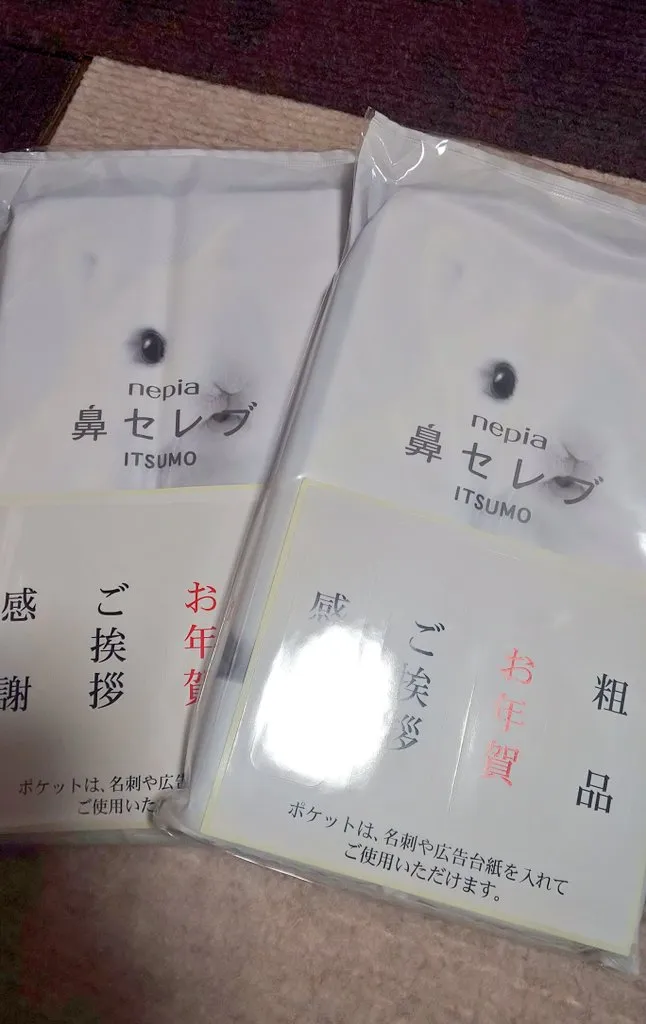 nepia
鼻セレブ
ITSUMO
お年賀
ご挨拶
感謝
ポケットは、名刺や広告
ご使用いた
nepia
鼻セレブ
ITSUMO
粗品
お年賀
ご挨拶
感
ポケットは、名刺や広告台紙を入れて
ご使用いただけます。